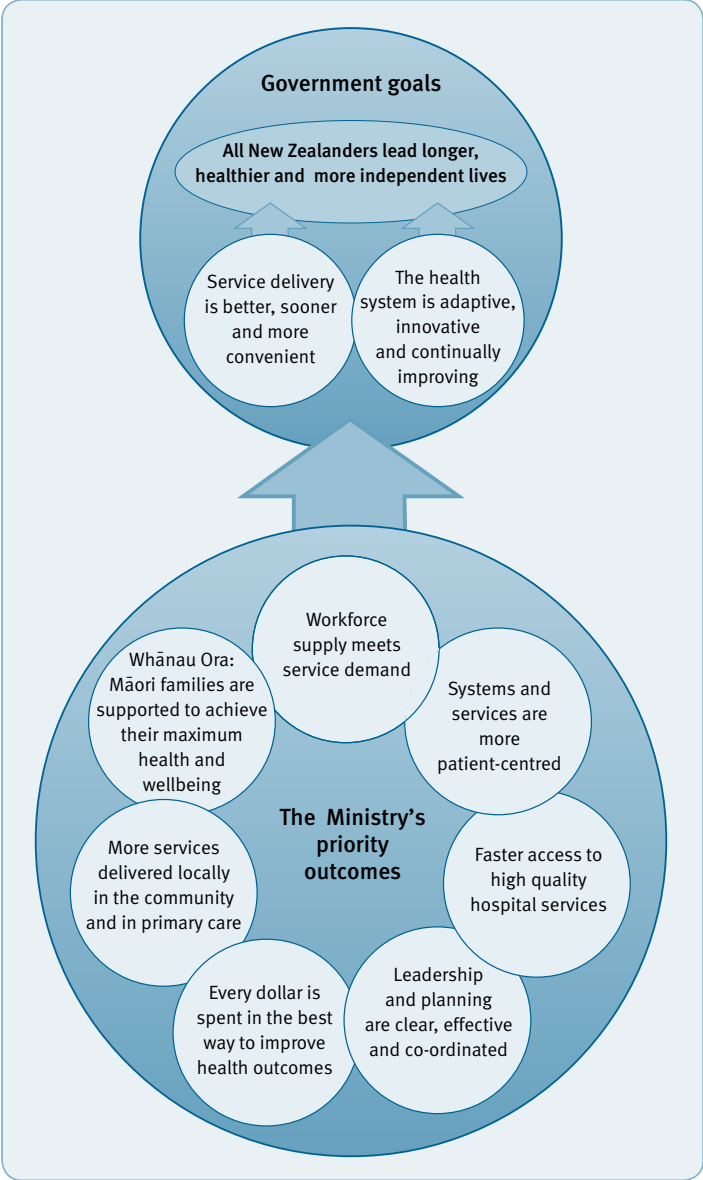 Government goals
All New Zealanders lead longer,
healthier and more independent lives
Service delivery
is better, sooner
and more
convenient
The health
system is adaptive,
innovative
and continually
improving
Workforce
supply meets
service demand
Whānau Ora:
Māori families are
supported to achieve
their maximum
health and
wellbeing
Systems and
services are
more
patient-centred
The Ministry’s
priority
outcomes
More services
delivered locally
in the community
and in primary care
Faster access to
high quality
hospital services
Every dollar is
spent in the best
way to improve
health outcomes
Leadership
and planning
are clear, effective
and co-ordinated